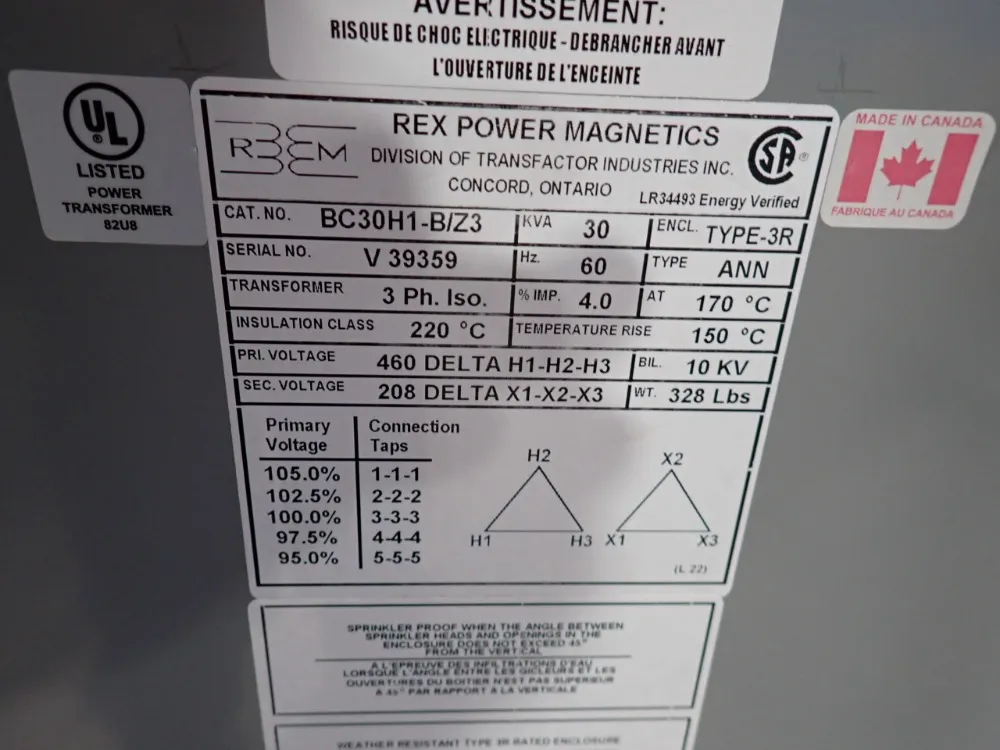 AVERTISSEMENT:
RISQUE DE CHOC ELECTRIQUE - DEBRANCHER AVANT
L'OUVERTURE DE L'ENCEINTE
UL
®
LISTED
POWER
TRANSFORMER
82U8
REX POWER MAGNETICS
DIVISION OF TRANSFACTOR INDUSTRIES INC.
CONCORD, ONTARIO
SA ®
LR34493 Energy Verified
MADE IN CANADA
FABRIQUE AU CANADA
CAT. NO. BC30H1-B/Z3 KVA 30 ENCL. TYPE-3R
SERIAL NO. V 39359 Hz. 60 TYPE ANN
TRANSFORMER 3 Ph. Iso. % IMP. 4.0 AT 170 °C
INSULATION CLASS 220 °C TEMPERATURE RISE 150 °C
PRI. VOLTAGE 460 DELTA H1-H2-H3 BIL. 10 KV
SEC. VOLTAGE 208 DELTA X1-X2-X3 WT. 328 Lbs
Primary Connection
Voltage Taps
105.0% 1-1-1
102.5% 2-2-2
100.0% 3-3-3
97.5% 4-4-4
95.0% 5-5-5
H2 X2
H1 H3 X1 X3
(L 22)
SPRINKLER PROOF WHEN THE ANGLE BETWEEN
SPRINKLER HEADS AND OPENINGS IN THE
ENCLOSURE DOES NOT EXCEED 45°
FROM THE VERTICAL
A L'EPREUVE DES INFILTRATIONS D'EAU
LORSQUE L'ANGLE ENTRE LES GICLEURS ET LES
OUVERTURES DU BOITIER N'EST PAS SUPERIEUR
A 45° PAR RAPPORT A LA VERTICALE
WEATHER RESISTANT TYPE 3R RATED ENCLOSURE